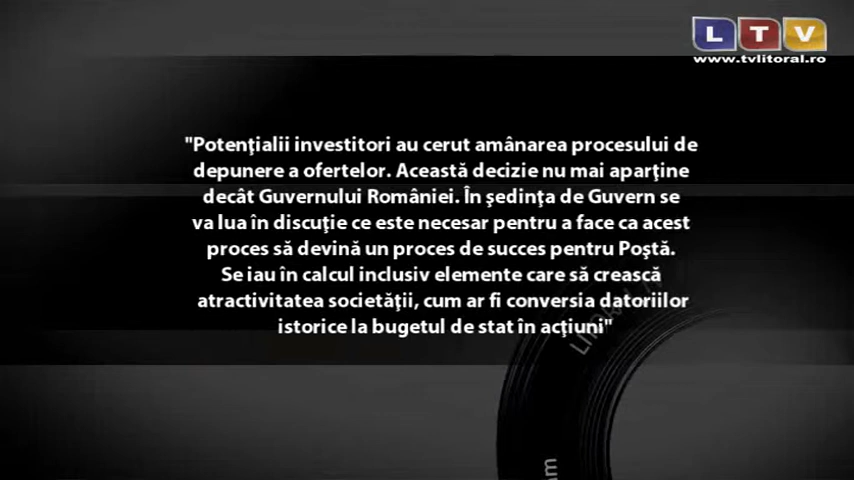 L T V
www.tvlitoral.ro
"Potenţialii investitori au cerut amânarea procesului de
depunere a ofertelor. Această decizie nu mai aparţine
decât Guvernului României. În şedinţa de Guvern se
va lua în discuţie ce este necesar pentru a face ca acest
proces să devină un proces de succes pentru Poştă.
Se iau în calcul inclusiv elemente care să crească
atractivitatea societăţii, cum ar fi conversia datoriilor
istorice la bugetul de stat în acţiuni"